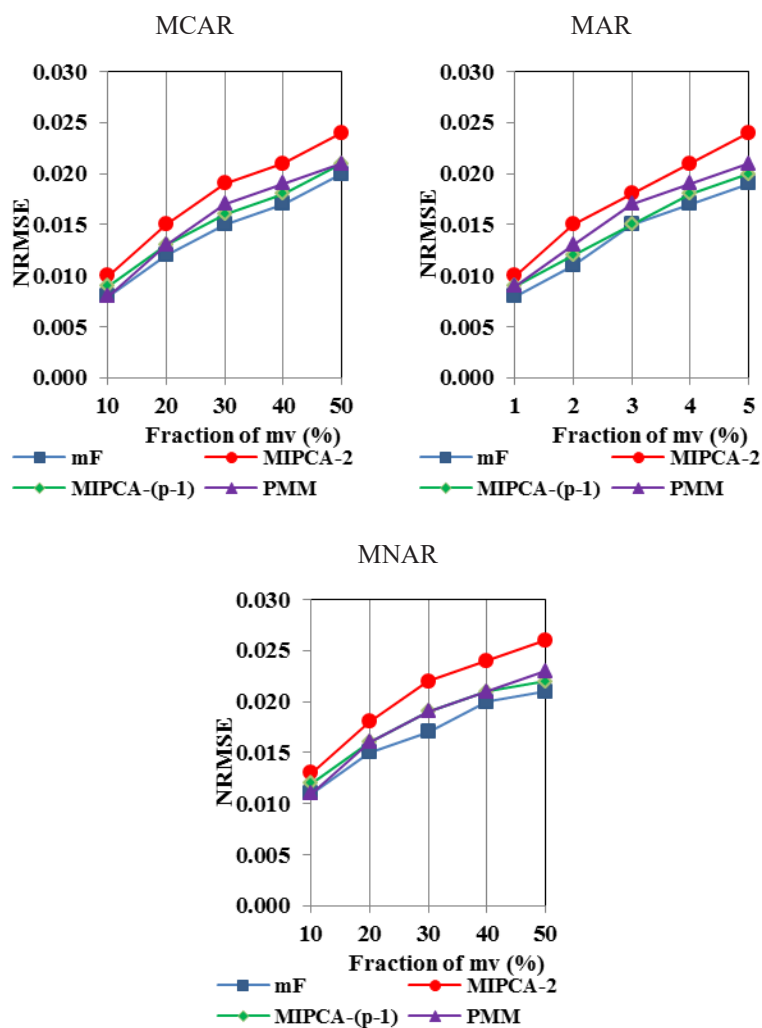 MCAR
0.030
0.025
0.020
0.015
0.010
0.005
0.000
NRMSE
10 20 30 40 50
Fraction of mv (%)
mF MIPCA-2
MIPCA-(p-1) PMM
MAR
0.030
0.025
0.020
0.015
0.010
0.005
0.000
NRMSE
1 2 3 4 5
Fraction of mv (%)
mF MIPCA-2
MIPCA-(p-1) PMM
MNAR
0.030
0.025
0.020
0.015
0.010
0.005
0.000
NRMSE
10 20 30 40 50
Fraction of mv (%)
mF MIPCA-2
MIPCA-(p-1) PMM